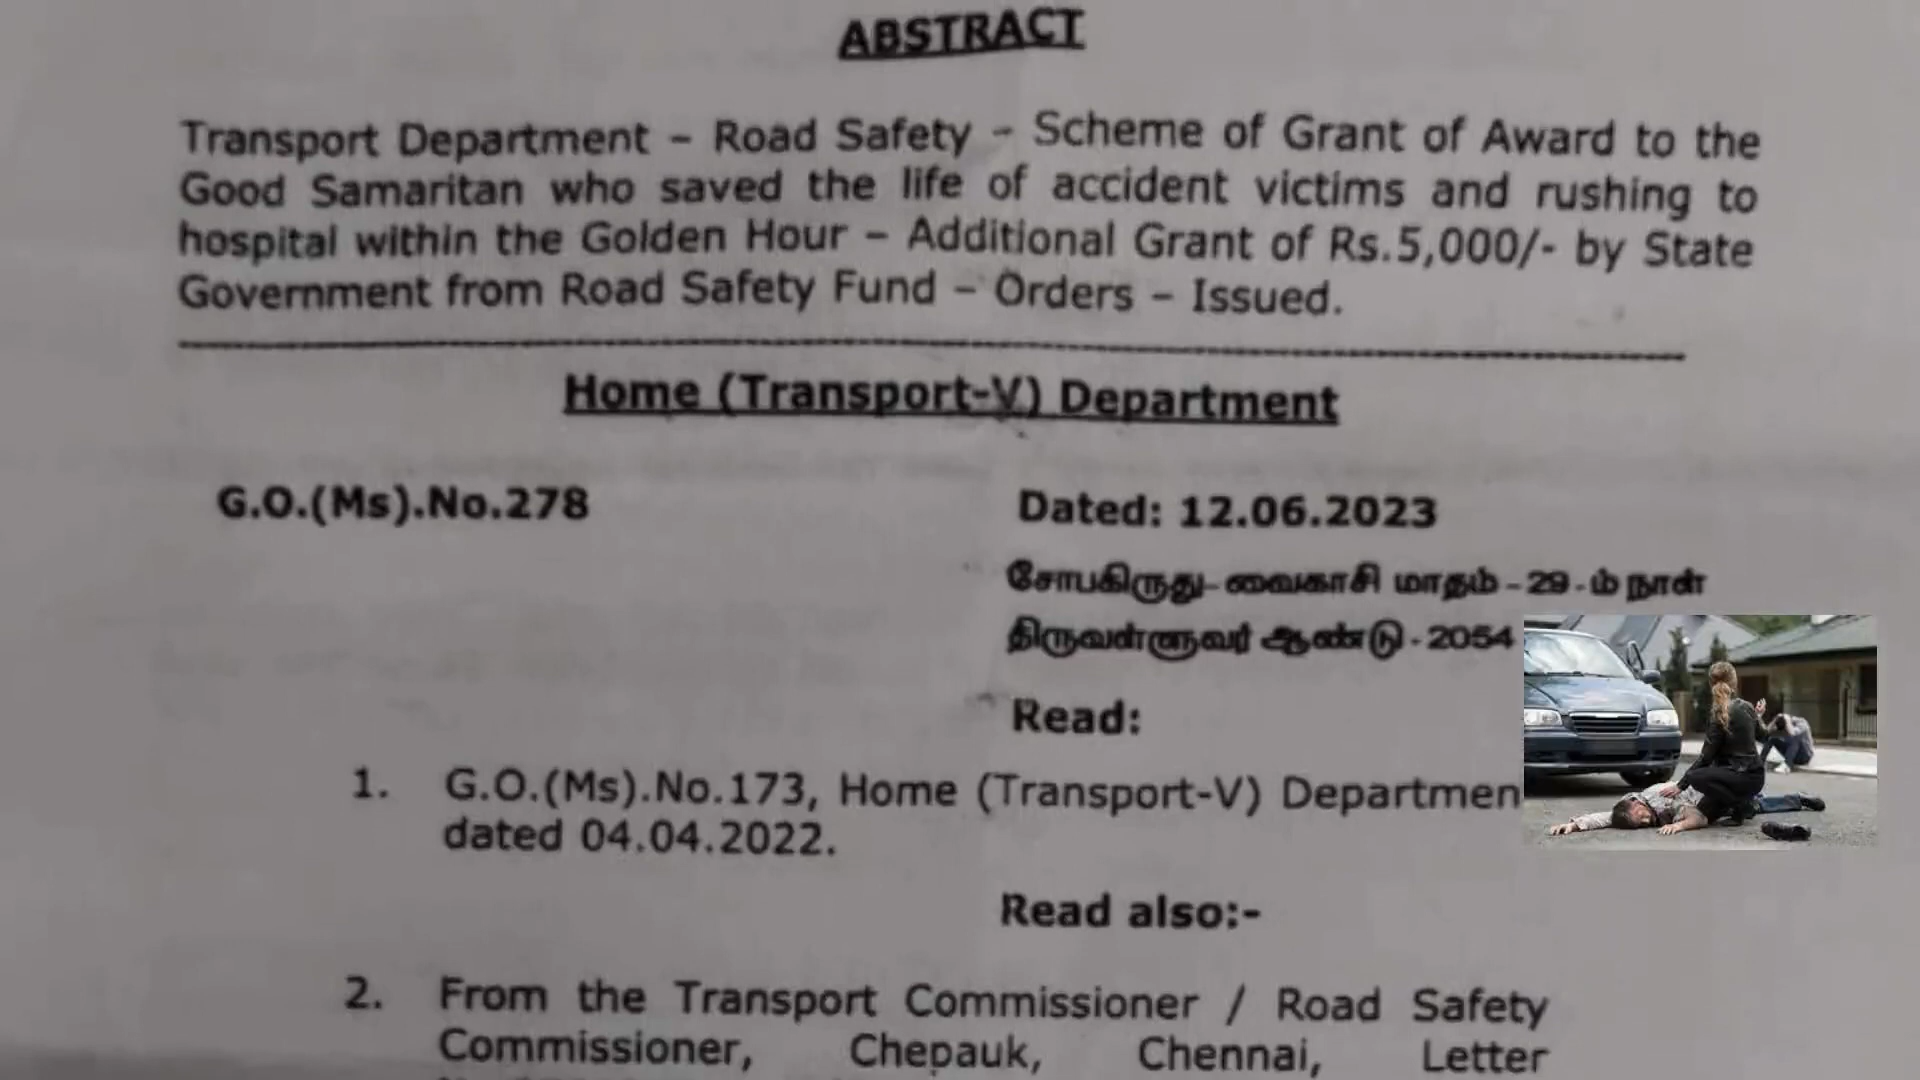 ABSTRACT
Transport Department – Road Safety – Scheme of Grant of Award to the
Good Samaritan who saved the life of accident victims and rushing to
hospital within the Golden Hour – Additional Grant of Rs.5,000/- by State
Government from Road Safety Fund – Orders – Issued.
Home (Transport-V) Department
G.O.(Ms).No.278
Dated: 12.06.2023
சோபகிருது- வைகாசி மாதம் - 29 -ம் நாள்
திருவள்ளுவர் ஆண்டு - 2054
Read:
1. G.O.(Ms).No.173, Home (Transport-V) Departmen
dated 04.04.2022.
Read also:-
2. From the Transport Commissioner / Road Safety
Commissioner, Chepauk, Chennai, Letter